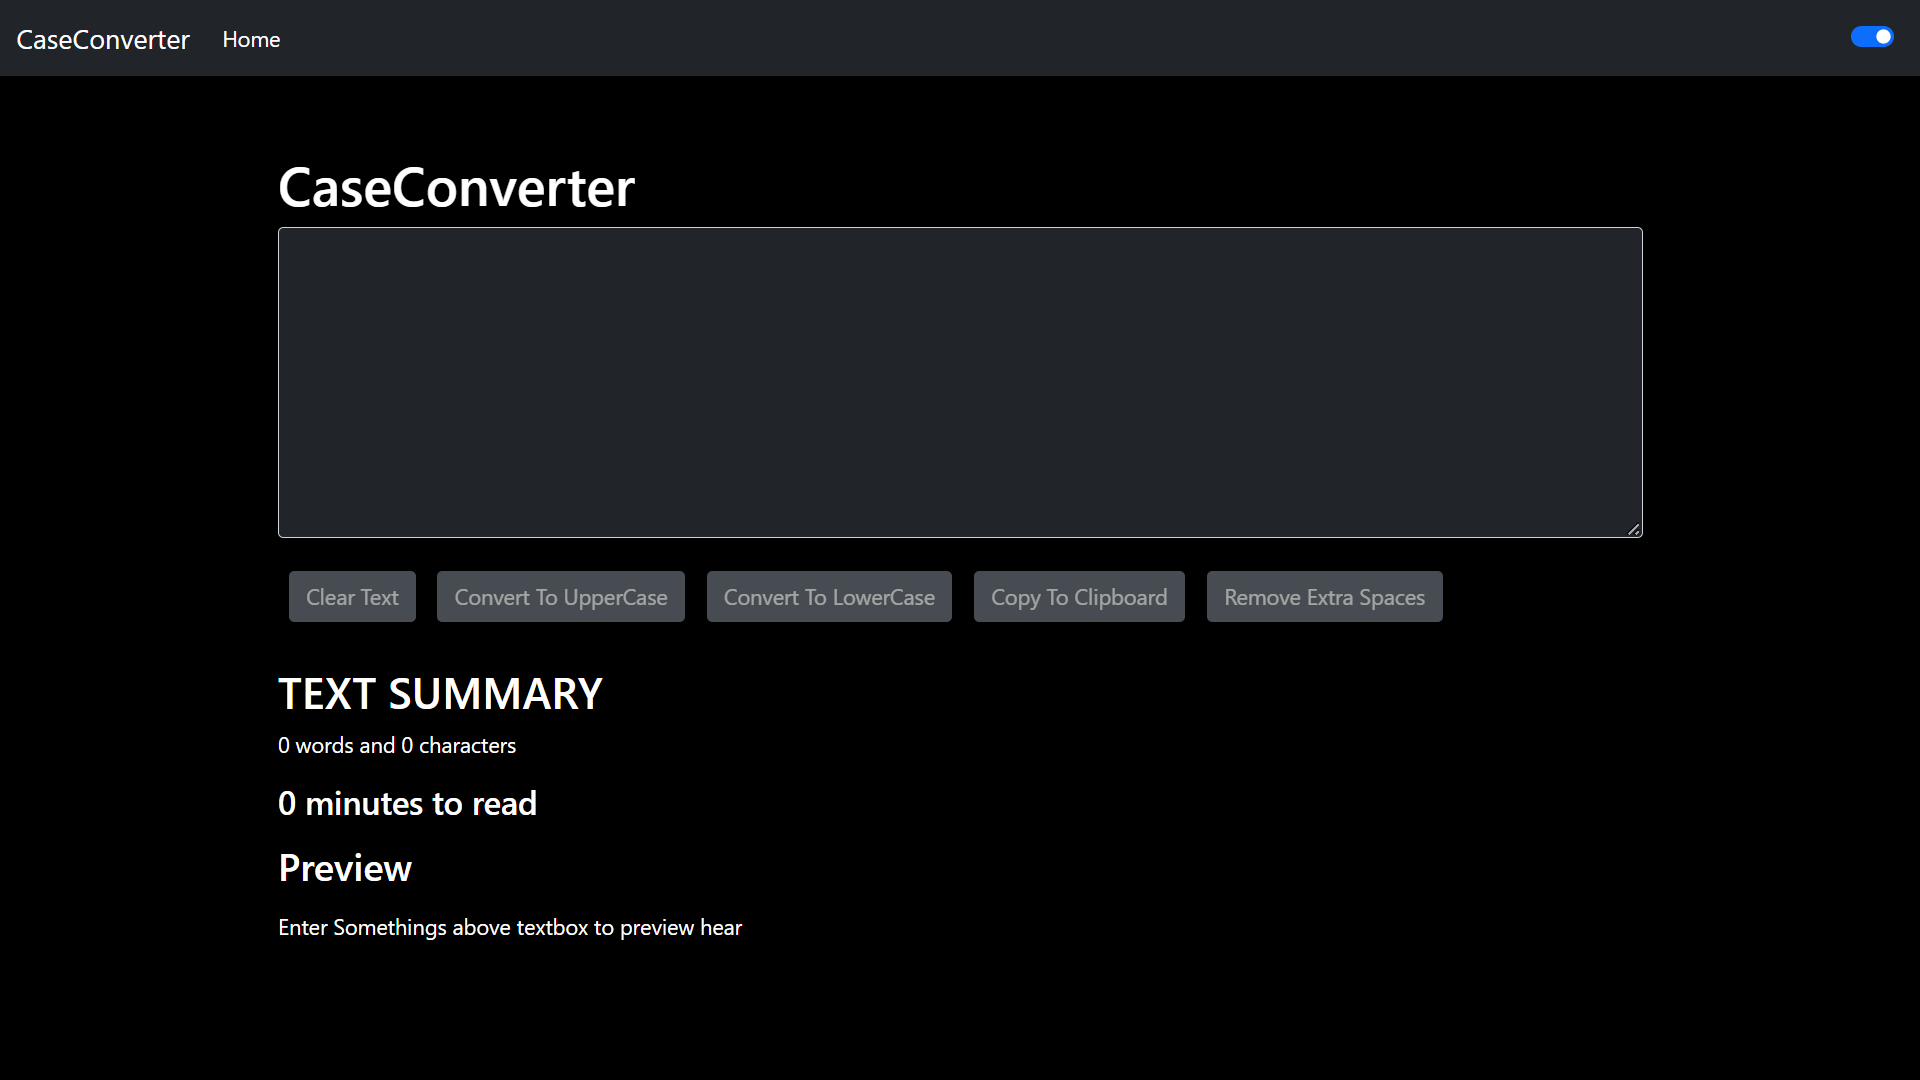 CaseConverter Home
CaseConverter
Clear Text Convert To UpperCase Convert To LowerCase Copy To Clipboard Remove Extra Spaces
TEXT SUMMARY
0 words and 0 characters
0 minutes to read
Preview
Enter Somethings above textbox to preview hear